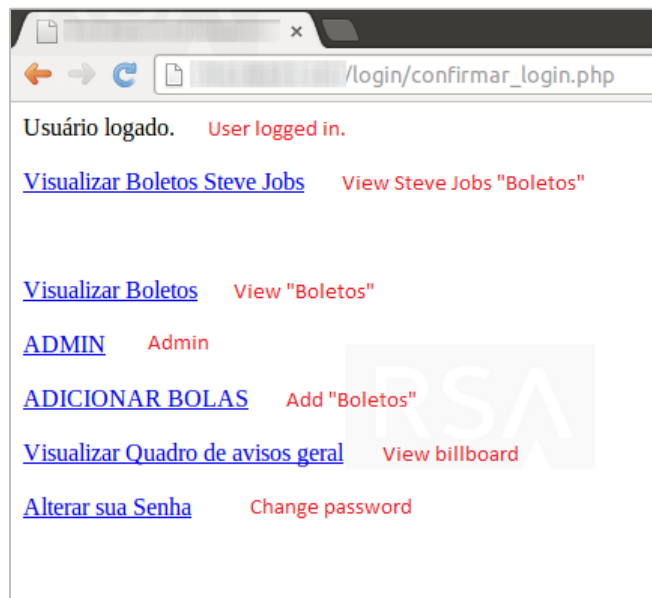 /login/confirmar_login.php
Usuário logado. User logged in.
Visualizar Boletos Steve Jobs View Steve Jobs "Boletos"
Visualizar Boletos View "Boletos"
ADMIN Admin
RSA
ADICIONAR BOLAS Add "Boletos"
Visualizar Quadro de avisos geral View billboard
Alterar sua Senha Change password